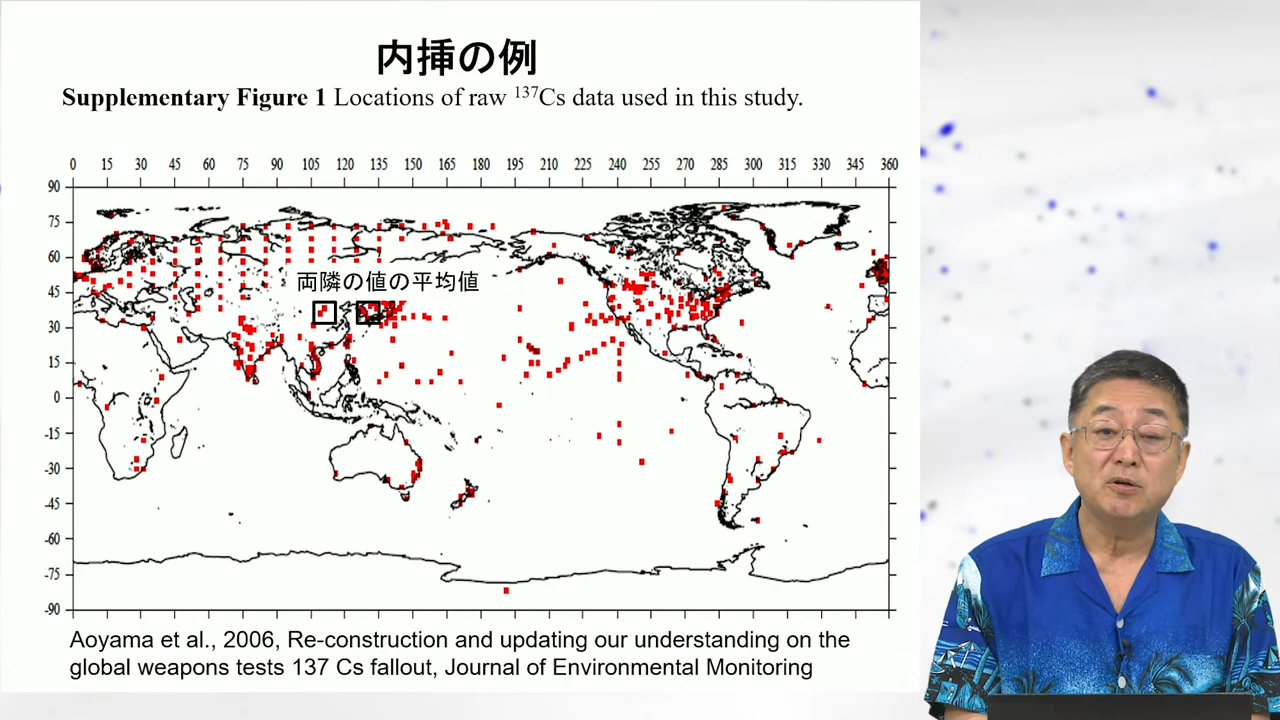 内挿の例
Supplementary Figure 1 Locations of raw ¹³⁷Cs data used in this study.
0 15 30 45 60 75 90 105 120 135 150 165 180 195 210 225 240 255 270 285 300 315 330 345 360
90
75
60
両隣の値の平均値
45
30
15
0
-15
-30
-45
-60
-75
-90
Aoyama et al., 2006, Re-construction and updating our understanding on the
global weapons tests 137 Cs fallout, Journal of Environmental Monitoring